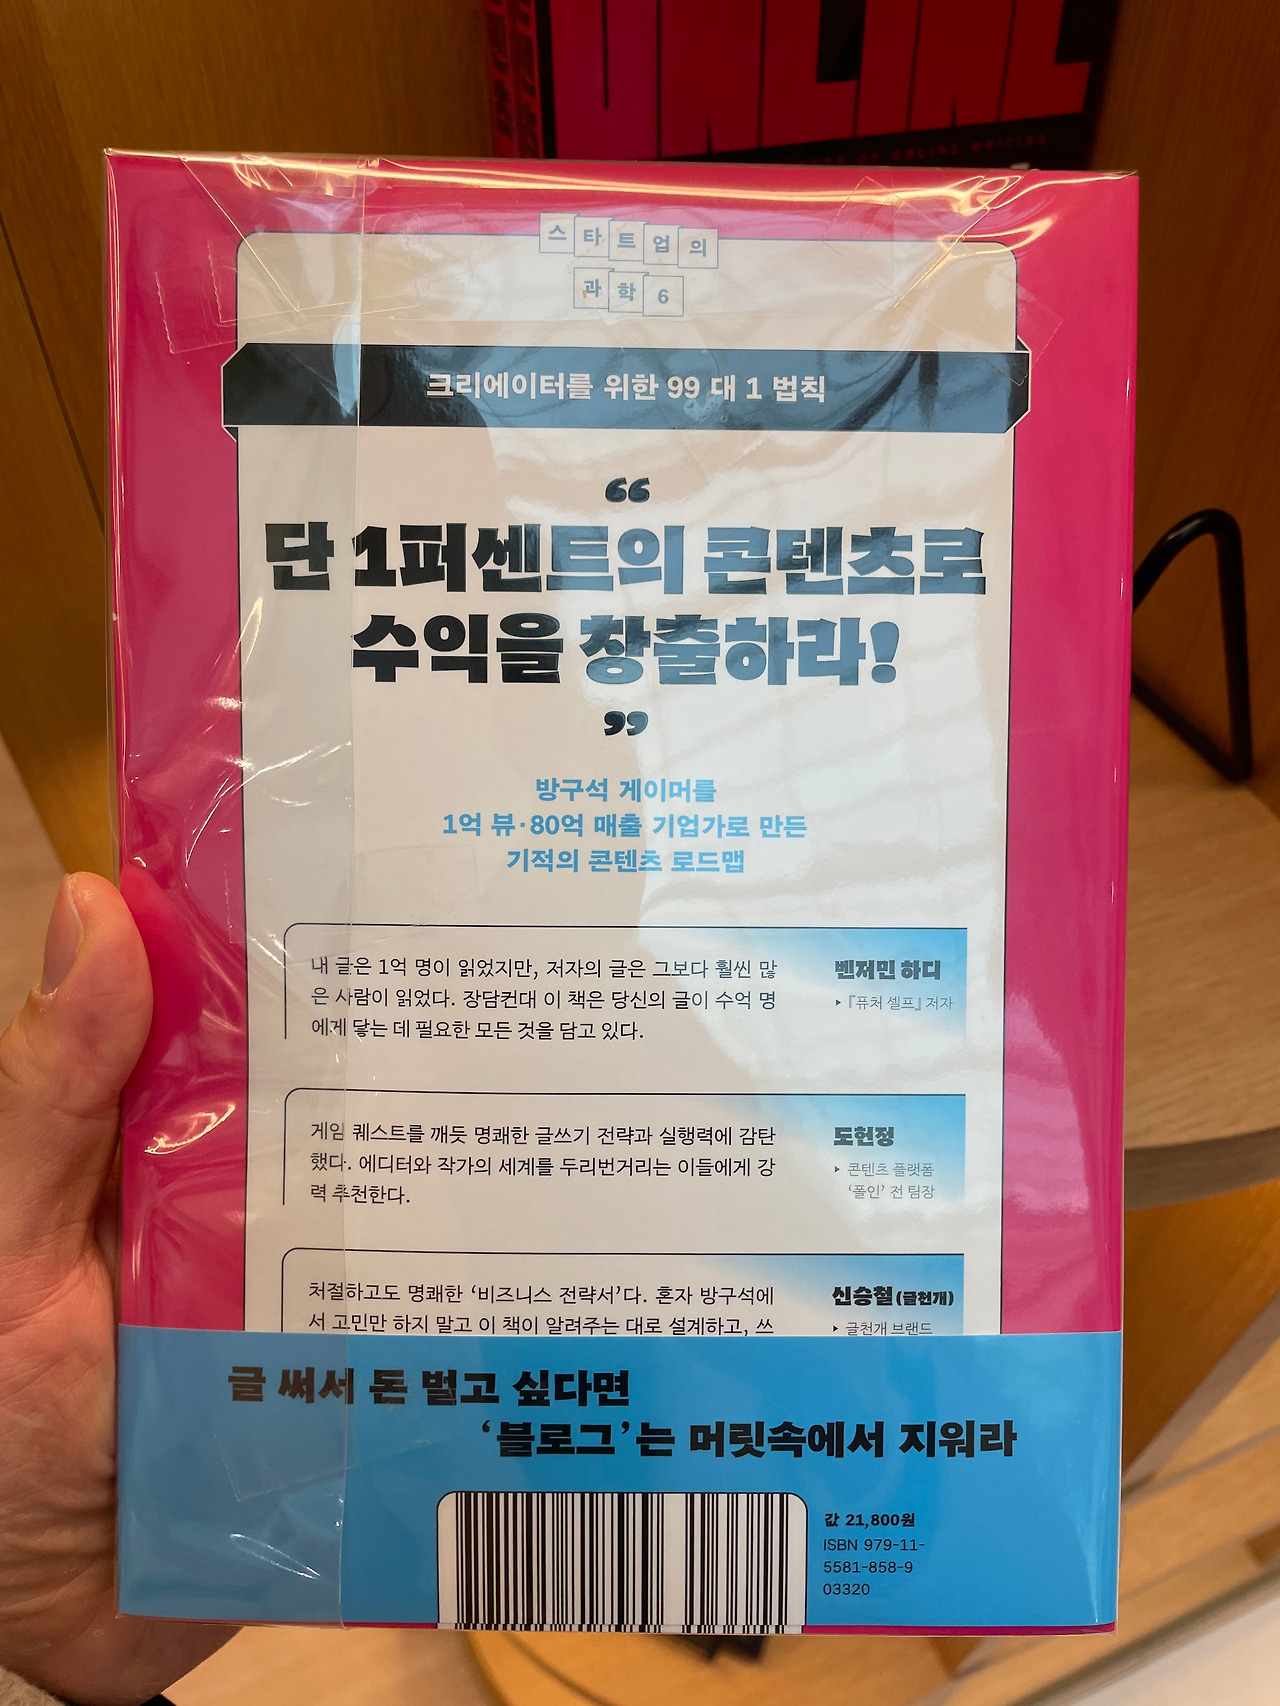 ONLINE
OF ONLINE WRITING
스타트업의
과학 6
크리에이터를 위한 99 대 1 법칙
“
단 1퍼센트의 콘텐츠로
수익을 창출하라!
”
방구석 게이머를
1억 뷰·80억 매출 기업가로 만든
기적의 콘텐츠 로드맵
내 글은 1억 명이 읽었지만, 저자의 글은 그보다 훨씬 많
은 사람이 읽었다. 장담컨대 이 책은 당신의 글이 수억 명
에게 닿는 데 필요한 모든 것을 담고 있다.
벤저민 하디
▸ 『퓨처 셀프』 저자
게임 퀘스트를 깨듯 명쾌한 글쓰기 전략과 실행력에 감탄
했다. 에디터와 작가의 세계를 두리번거리는 이들에게 강
력 추천한다.
도헌정
▸ 콘텐츠 플랫폼
‘폴인’ 전 팀장
처절하고도 명쾌한 ‘비즈니스 전략서’다. 혼자 방구석에
서 고민만 하지 말고 이 책이 알려주는 대로 설계하고, 쓰
신승철(글천개)
▸ 글천개 브랜드
글 써서 돈 벌고 싶다면
‘블로그’는 머릿속에서 지워라
값 21,800원
ISBN 979-11-
5581-858-9
03320